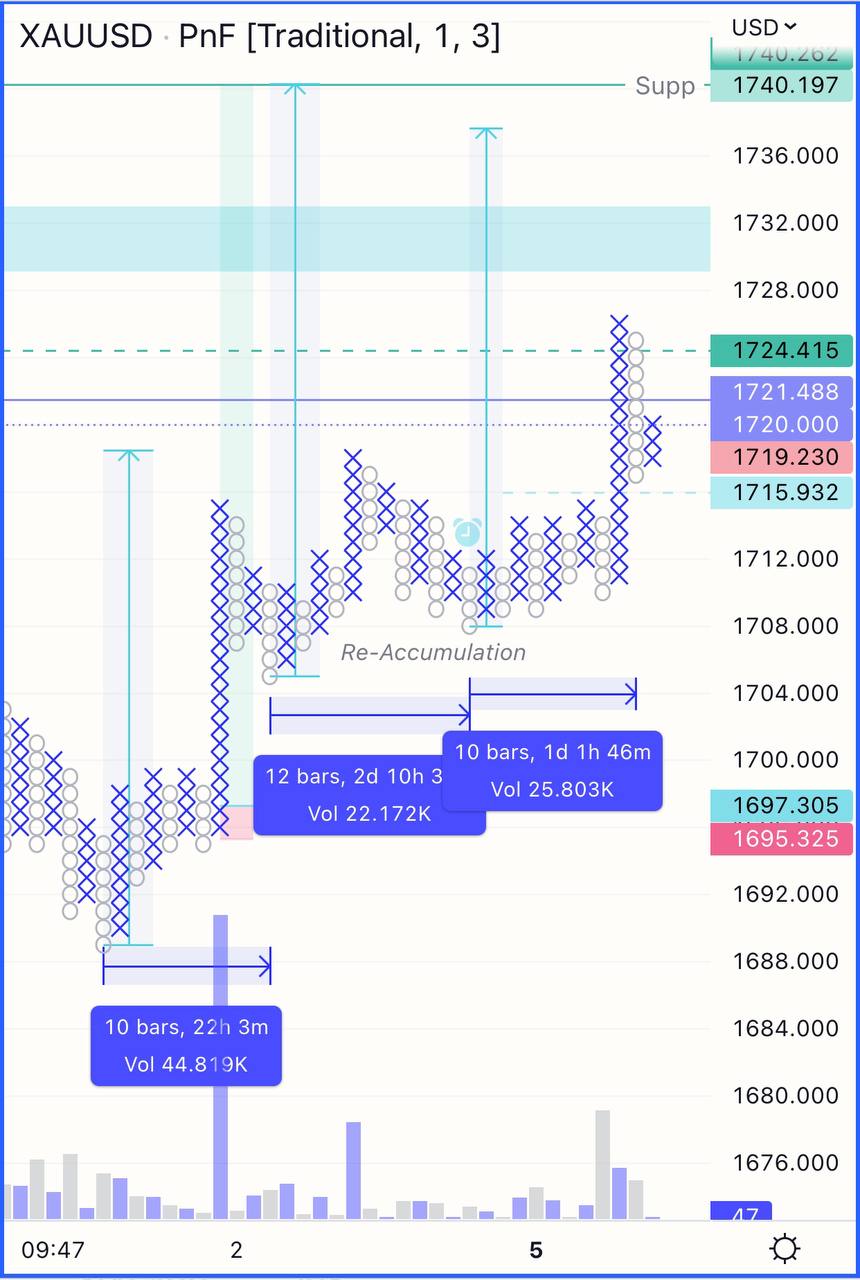 XAUUSD · PnF [Traditional, 1, 3]
USD
1740.262
Supp
1740.197
1736.000
1732.000
1728.000
1724.415
1721.488
1720.000
1719.230
1715.932
1712.000
1708.000
Re-Accumulation
1704.000
10 bars, 1d 1h 46m
Vol 25.803K
12 bars, 2d 10h 3
Vol 22.172K
1700.000
1697.305
1695.325
1692.000
1688.000
10 bars, 22h 3m
Vol 44.819K
1684.000
1680.000
1676.000
47
09:47
2
5